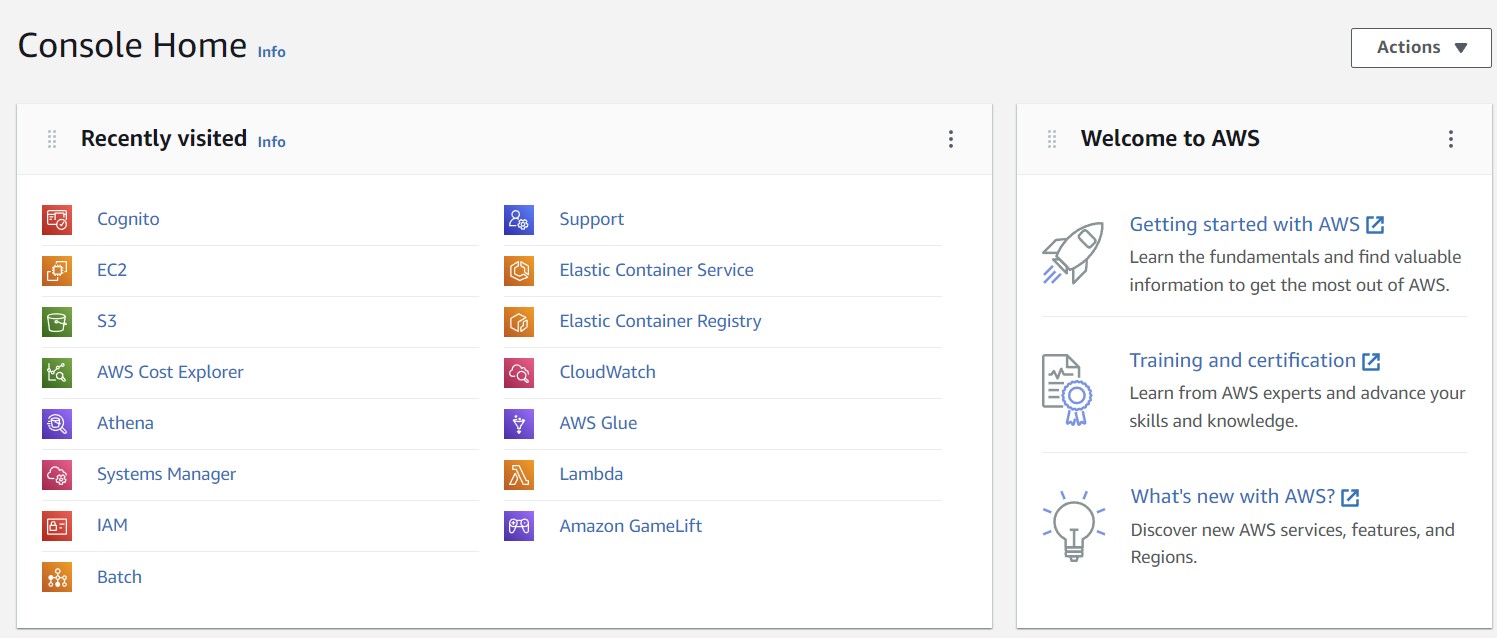 Console Home Info
Actions
Recently visited Info
Cognito
EC2
S3
AWS Cost Explorer
Athena
Systems Manager
IAM
Batch
Support
Elastic Container Service
Elastic Container Registry
CloudWatch
AWS Glue
Lambda
Amazon GameLift
Welcome to AWS
Getting started with AWS
Learn the fundamentals and find valuable
information to get the most out of AWS.
Training and certification
Learn from AWS experts and advance your
skills and knowledge.
What's new with AWS?
Discover new AWS services, features, and
Regions.